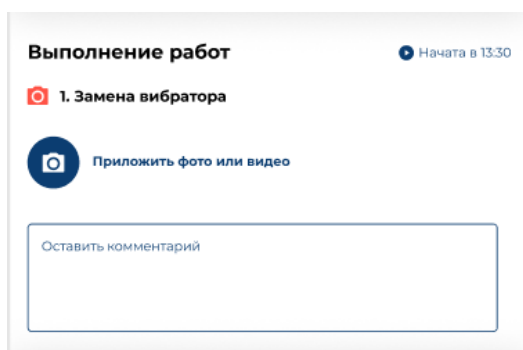 Выполнение работ
Начата в 13:30
1. Замена вибратора
Приложить фото или видео
Оставить комментарий